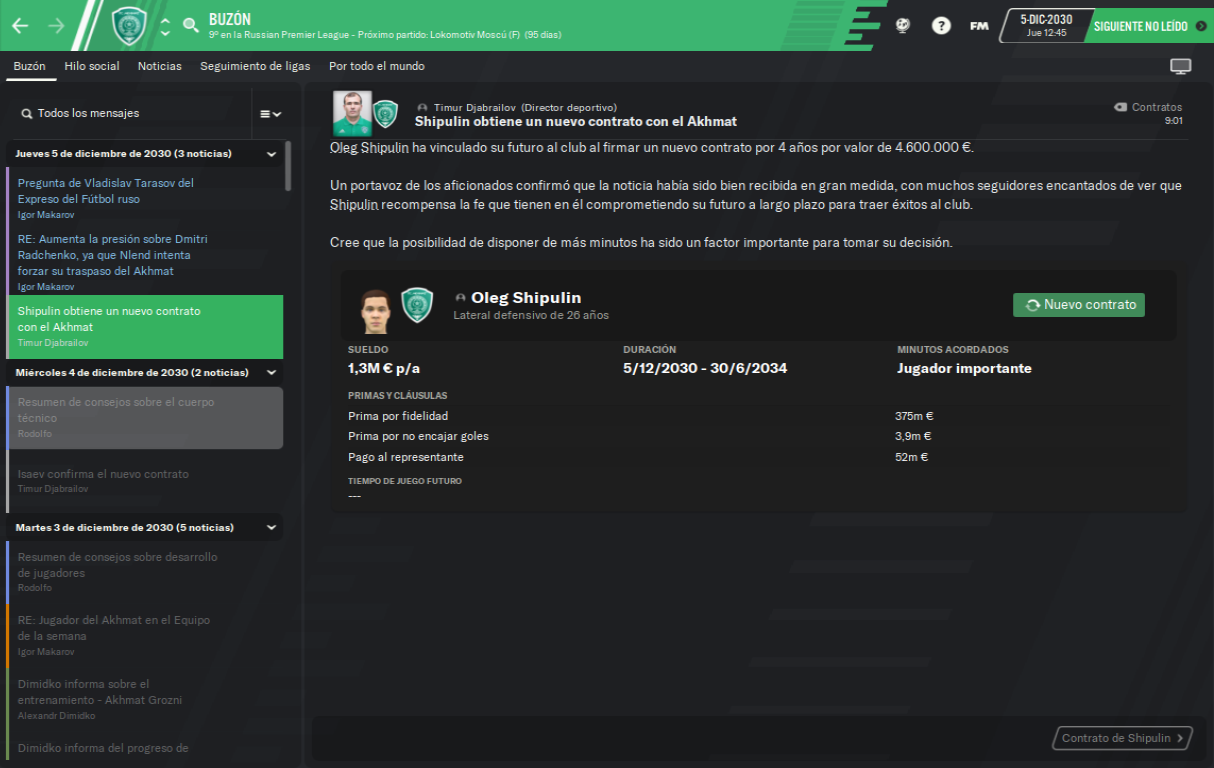 BUZÓN
9º en la Russian Premier League - Próximo partido: Lokomotiv Moscú (F) (95 días)
?
FM
5-DIC-2030
Jue 12:45
SIGUIENTE NO LEÍDO
Buzón
Hilo social
Noticias
Seguimiento de ligas
Por todo el mundo
Todos los mensajes
Jueves 5 de diciembre de 2030 (3 noticias)
Pregunta de Vladislav Tarasov del
Expreso del Fútbol ruso
Igor Makarov
RE: Aumenta la presión sobre Dmitri
Radchenko, ya que Nlend intenta
forzar su traspaso del Akhmat
Igor Makarov
Shipulin obtiene un nuevo contrato
con el Akhmat
Timur Djabrailov
Miércoles 4 de diciembre de 2030 (2 noticias)
Resumen de consejos sobre el cuerpo
técnico
Rodolfo
Isaev confirma el nuevo contrato
Timur Djabrailov
Martes 3 de diciembre de 2030 (5 noticias)
Resumen de consejos sobre desarrollo
de jugadores
Rodolfo
RE: Jugador del Akhmat en el Equipo
de la semana
Igor Makarov
Dimidko informa sobre el
entrenamiento - Akhmat Grozni
Alexandr Dimidko
Dimidko informa del progreso de
Timur Djabrailov (Director deportivo)
Shipulin obtiene un nuevo contrato con el Akhmat
Contratos
9:01
Oleg Shipulin ha vinculado su futuro al club al firmar un nuevo contrato por 4 años por valor de 4.600.000 €.
Un portavoz de los aficionados confirmó que la noticia había sido bien recibida en gran medida, con muchos seguidores encantados de ver que
Shipulin recompensa la fe que tienen en él comprometiendo su futuro a largo plazo para traer éxitos al club.
Cree que la posibilidad de disponer de más minutos ha sido un factor importante para tomar su decisión.
Oleg Shipulin
Lateral defensivo de 26 años
Nuevo contrato
SUELDO
1,3M € p/a
DURACIÓN
5/12/2030 - 30/6/2034
MINUTOS ACORDADOS
Jugador importante
PRIMAS Y CLÁUSULAS
Prima por fidelidad 375m €
Prima por no encajar goles 3,9m €
Pago al representante 52m €
TIEMPO DE JUEGO FUTURO
---
Contrato de Shipulin